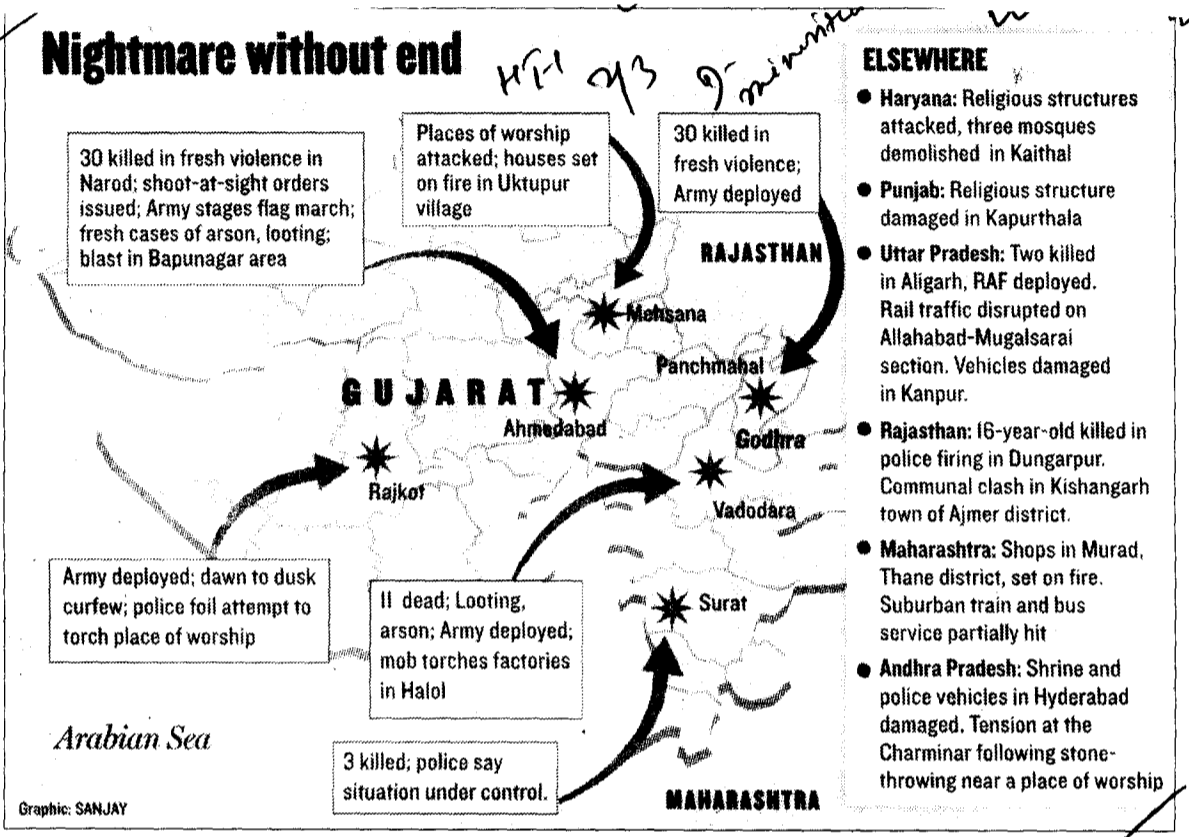 Nightmare without end
30 killed in fresh violence in
Narod; shoot-at-sight orders
issued; Army stages flag march;
fresh cases of arson, looting;
blast in Bapunagar area
Places of worship
attacked; houses set
on fire in Uktupur
village
30 killed in
fresh violence;
Army deployed
RAJASTHAN
Mehsana
Panchmahal
GUJARAT
Ahmedabad
Godhra
Rajkot
Vadodara
Army deployed; dawn to dusk
curfew; police foil attempt to
torch place of worship
11 dead; Looting,
arson; Army deployed;
mob torches factories
in Halol
Surat
Arabian Sea
3 killed; police say
situation under control.
MAHARASHTRA
Graphic: SANJAY
ELSEWHERE
● Haryana: Religious structures
attacked, three mosques
demolished in Kaithal
● Punjab: Religious structure
damaged in Kapurthala
● Uttar Pradesh: Two killed
in Aligarh, RAF deployed.
Rail traffic disrupted on
Allahabad-Mugalsarai
section. Vehicles damaged
in Kanpur.
● Rajasthan: 16-year-old killed in
police firing in Dungarpur.
Communal clash in Kishangarh
town of Ajmer district.
● Maharashtra: Shops in Murad,
Thane district, set on fire.
Suburban train and bus
service partially hit
● Andhra Pradesh: Shrine and
police vehicles in Hyderabad
damaged. Tension at the
Charminar following stone-
throwing near a place of worship